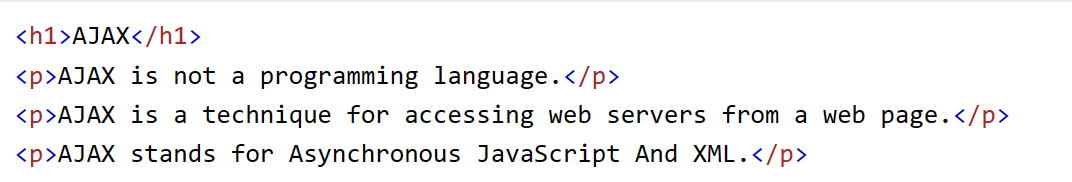 <h1>AJAX</h1>
<p>AJAX is not a programming language.</p>
<p>AJAX is a technique for accessing web servers from a web page.</p>
<p>AJAX stands for Asynchronous JavaScript And XML.</p>